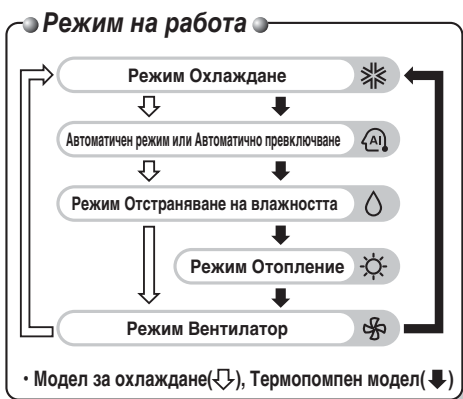 Режим на работа
Режим Охлаждане
Автоматичен режим или Автоматично превключване
AI
Режим Отстраняване на влажността
Режим Отопление
Режим Вентилатор
· Модел за охлаждане(⇩), Термопомпен модел(⬇)